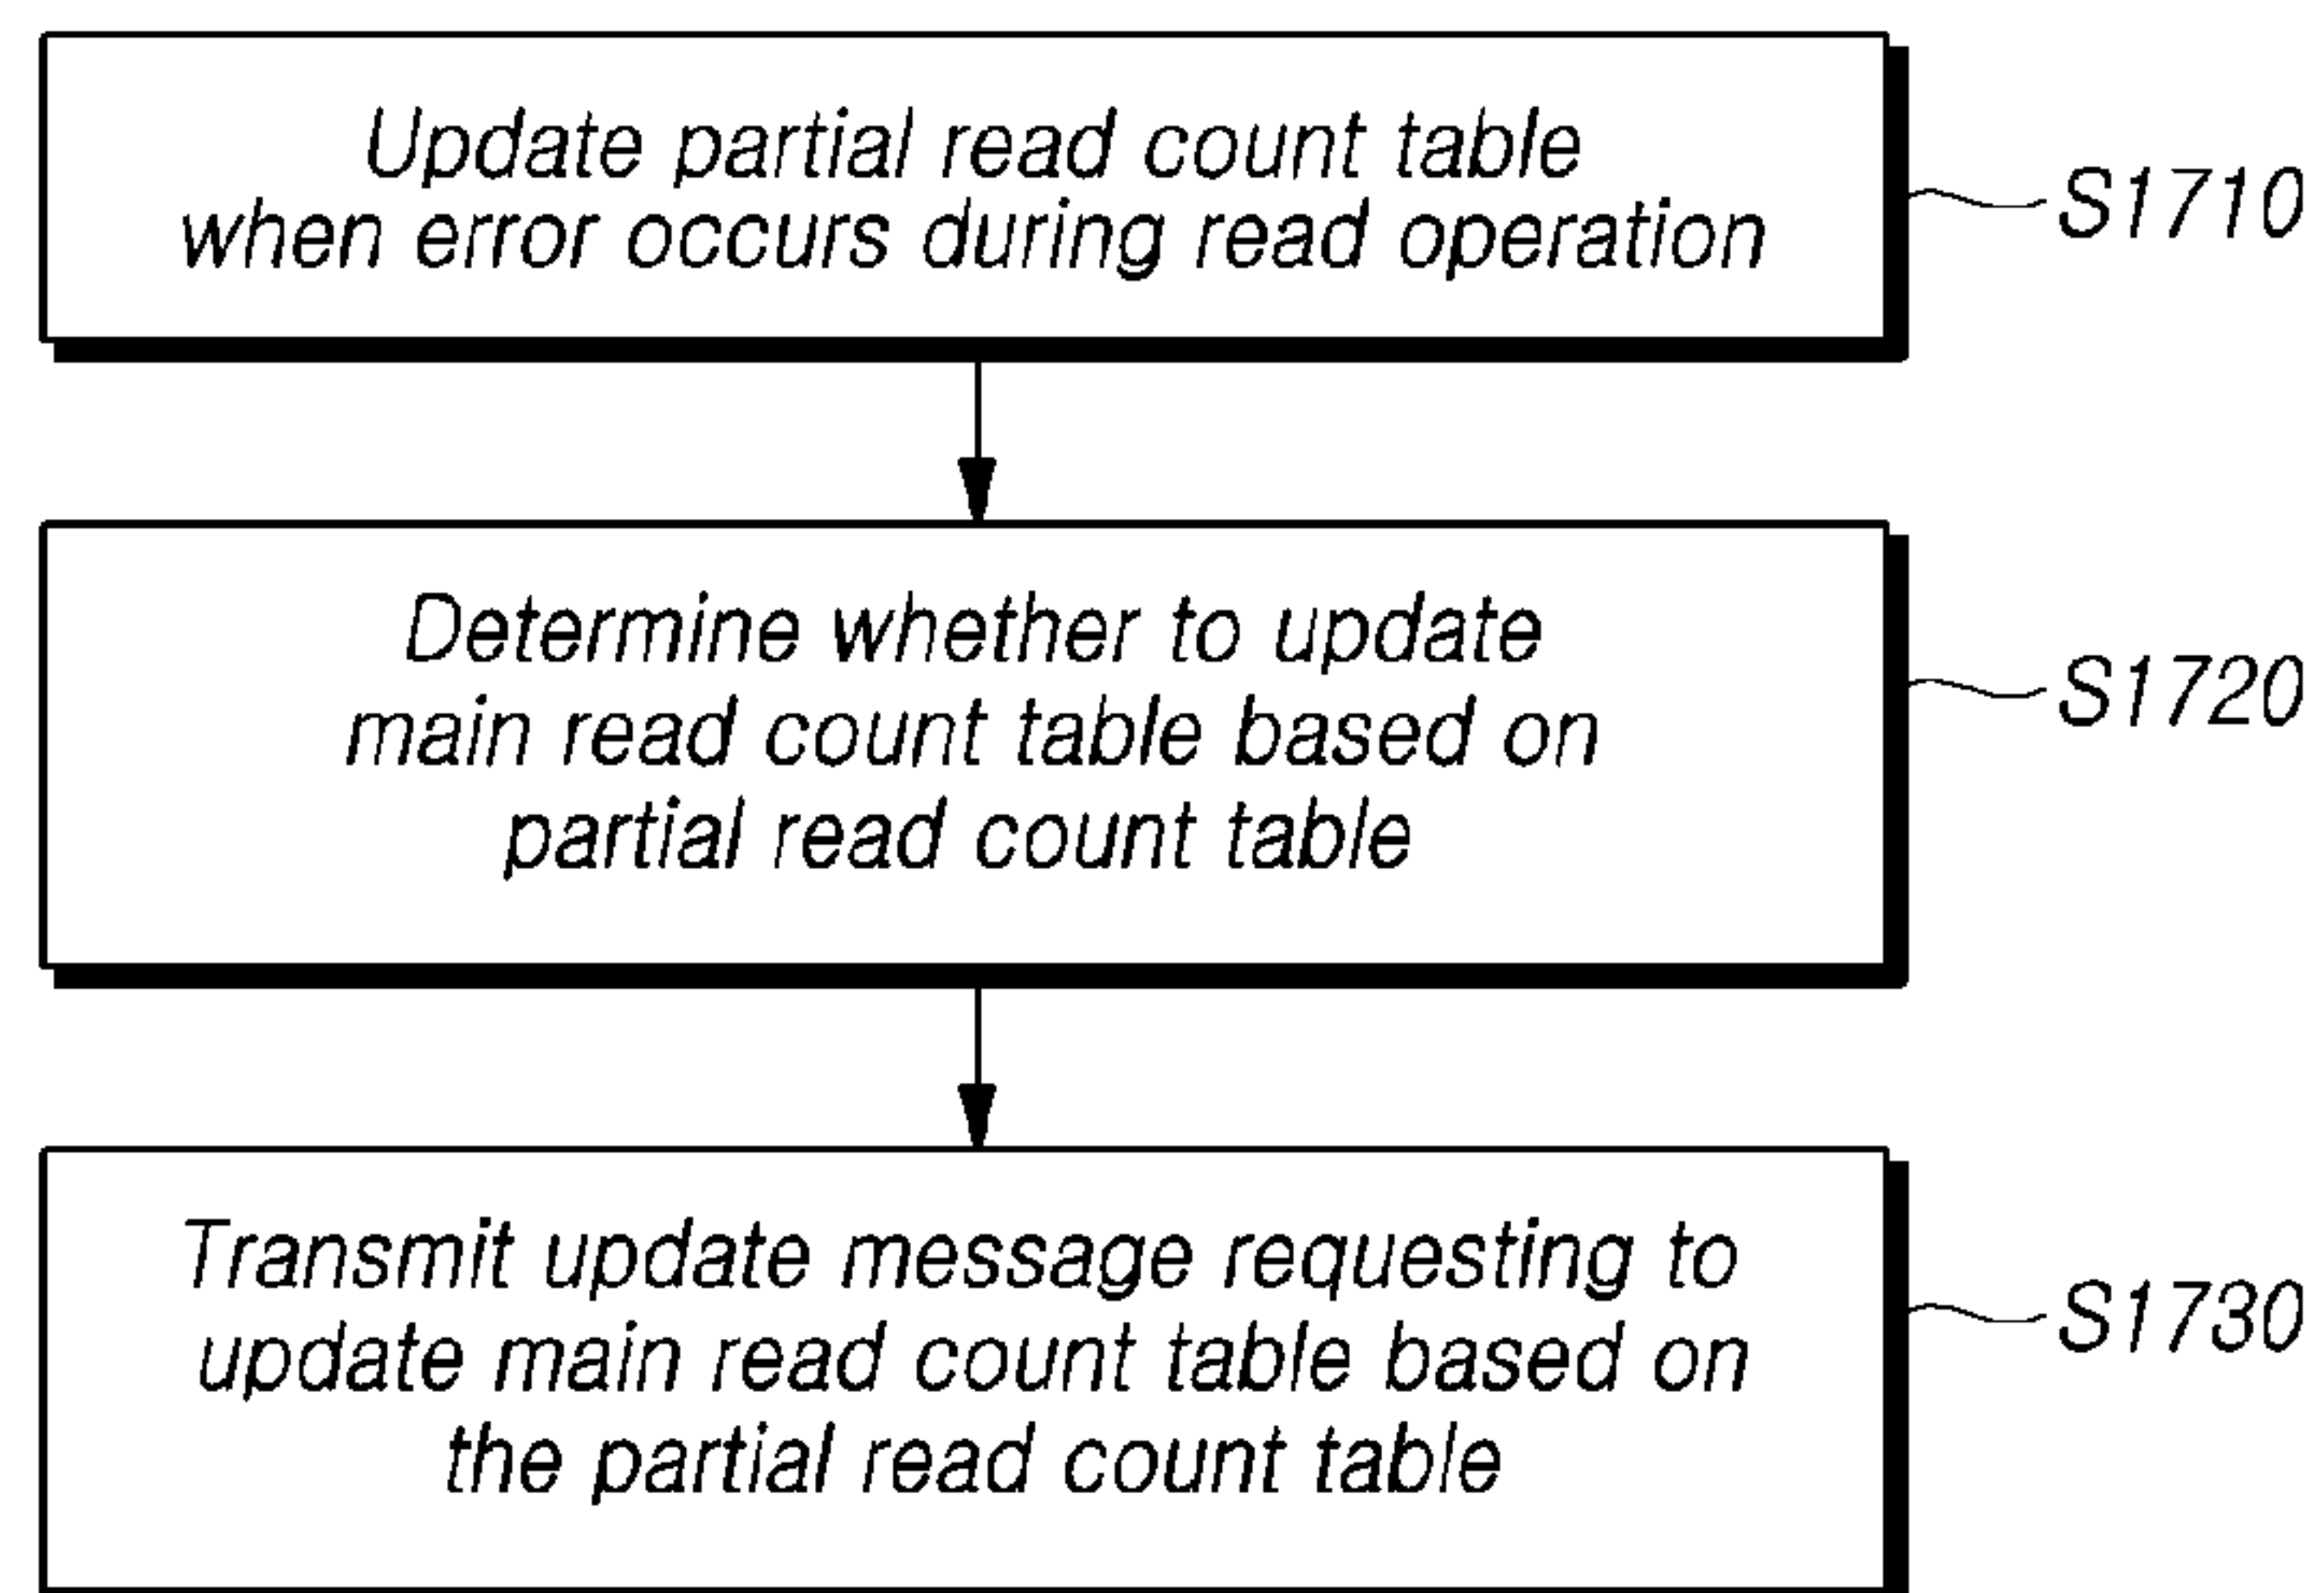 Update partial read count table
when error occurs during read operation
S1710
Determine whether to update
main read count table based on
partial read count table
S1720
Transmit update message requesting to
update main read count table based on
the partial read count table
S1730